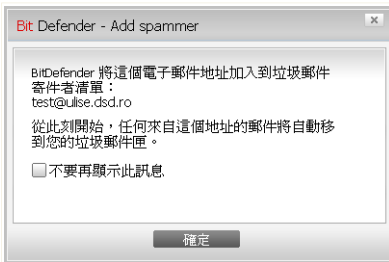 Bit Defender - Add spammer
BitDefender 將這個電子郵件地址加入到垃圾郵件
寄件者清單：
test@ulise.dsd.ro
從此刻開始，任何來自這個地址的郵件將自動移
到您的垃圾郵件匣。
不要再顯示此訊息
確定